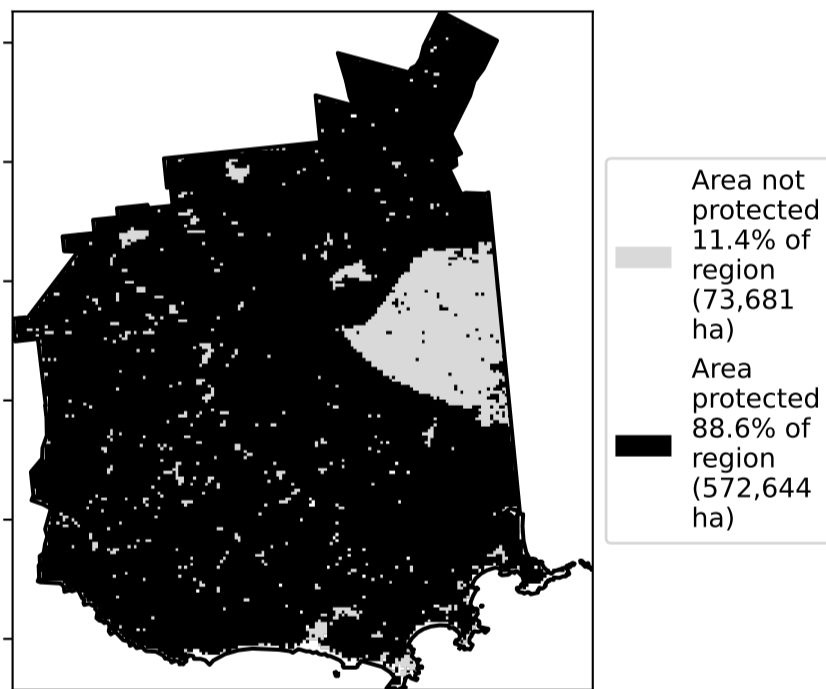 Area not
protected
11.4% of
region
(73,681
ha)
Area
protected
88.6% of
region
(572,644
ha)